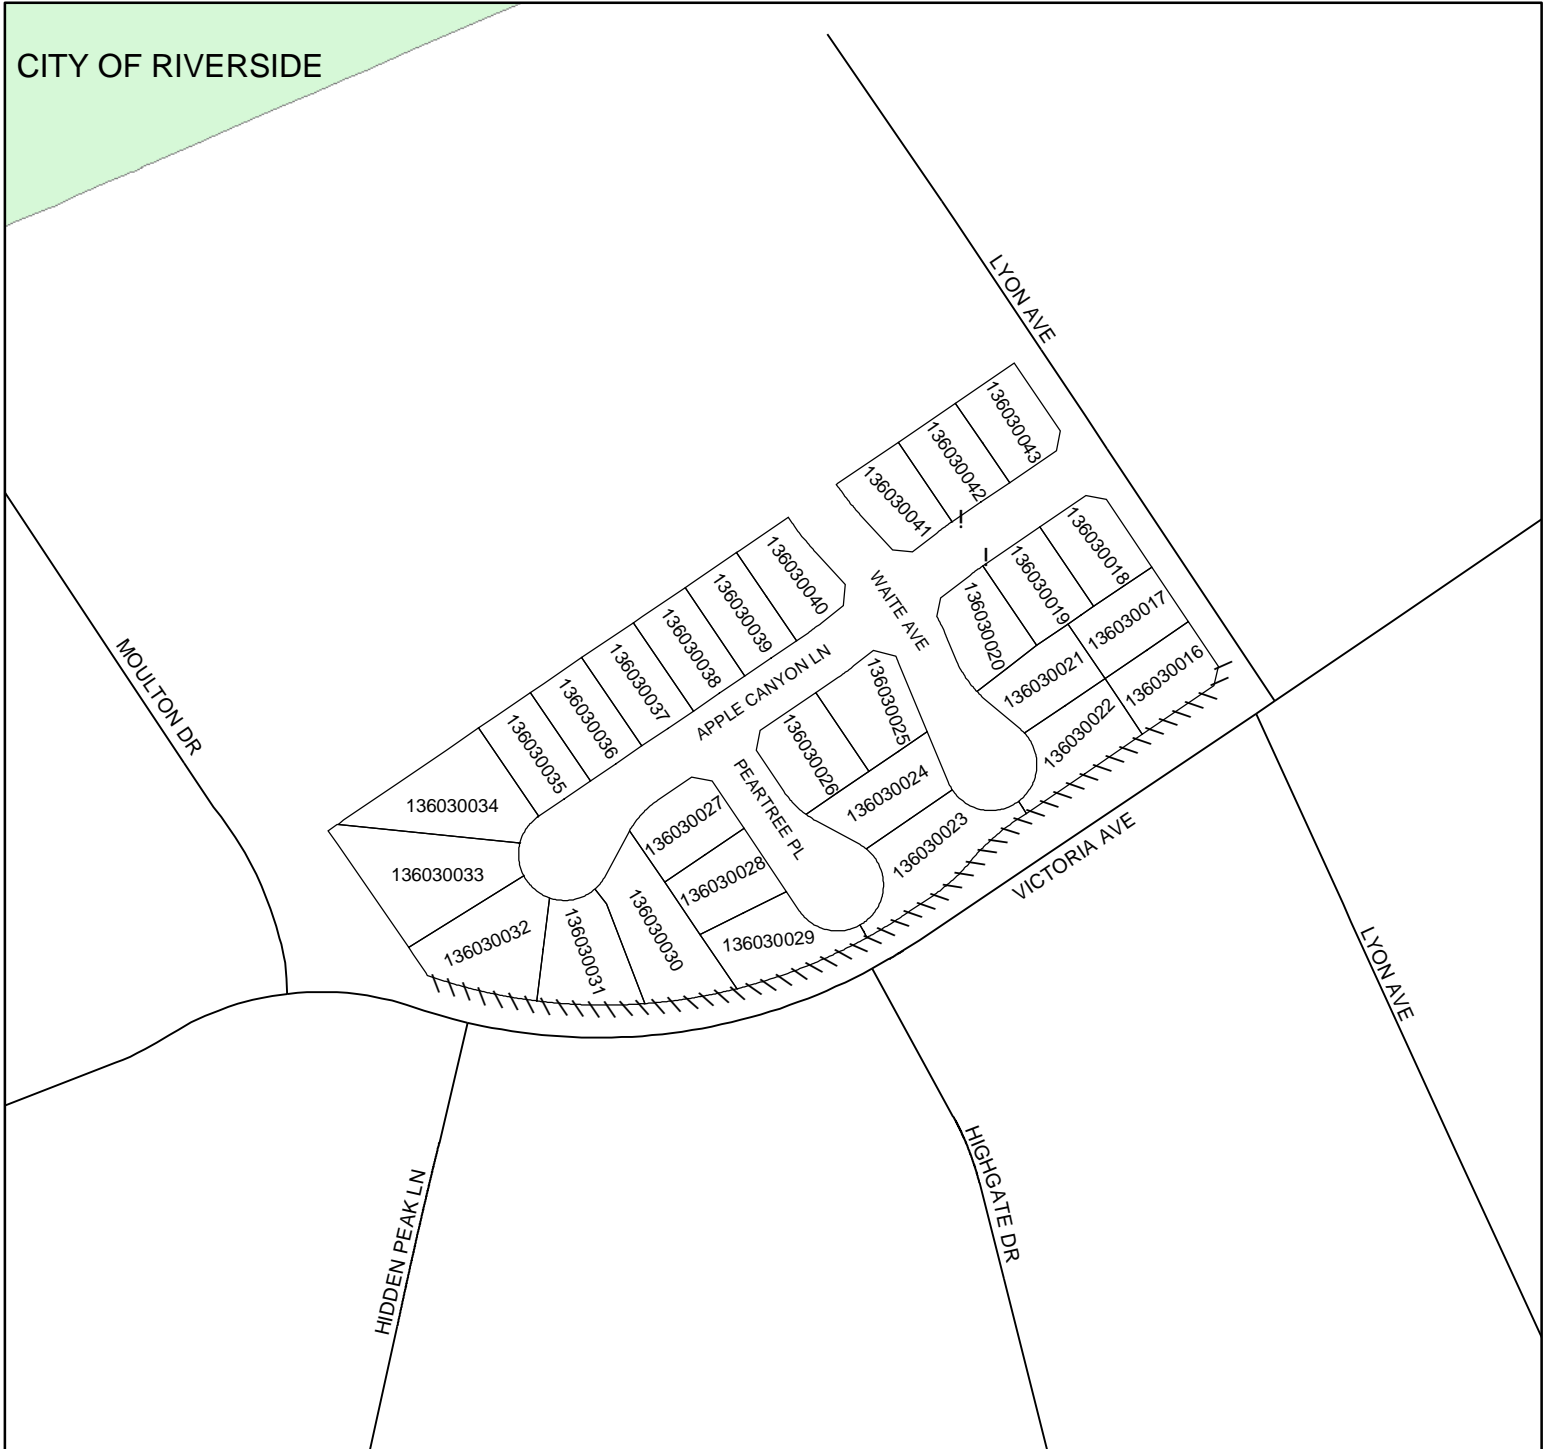 CITY OF RIVERSIDE
LYON AVE
136030043
136030042
136030041
136030018
136030019
136030020
136030017
136030021
136030016
136030022
WAITE AVE
136030040
136030039
136030038
136030037
136030036
136030035
136030034
APPLE CANYON LN
136030025
136030026
136030024
136030023
PEARTREE PL
136030027
136030028
136030029
136030033
136030032
136030031
136030030
MOULTON DR
VICTORIA AVE
LYON AVE
HIDDEN PEAK LN
HIGHGATE DR